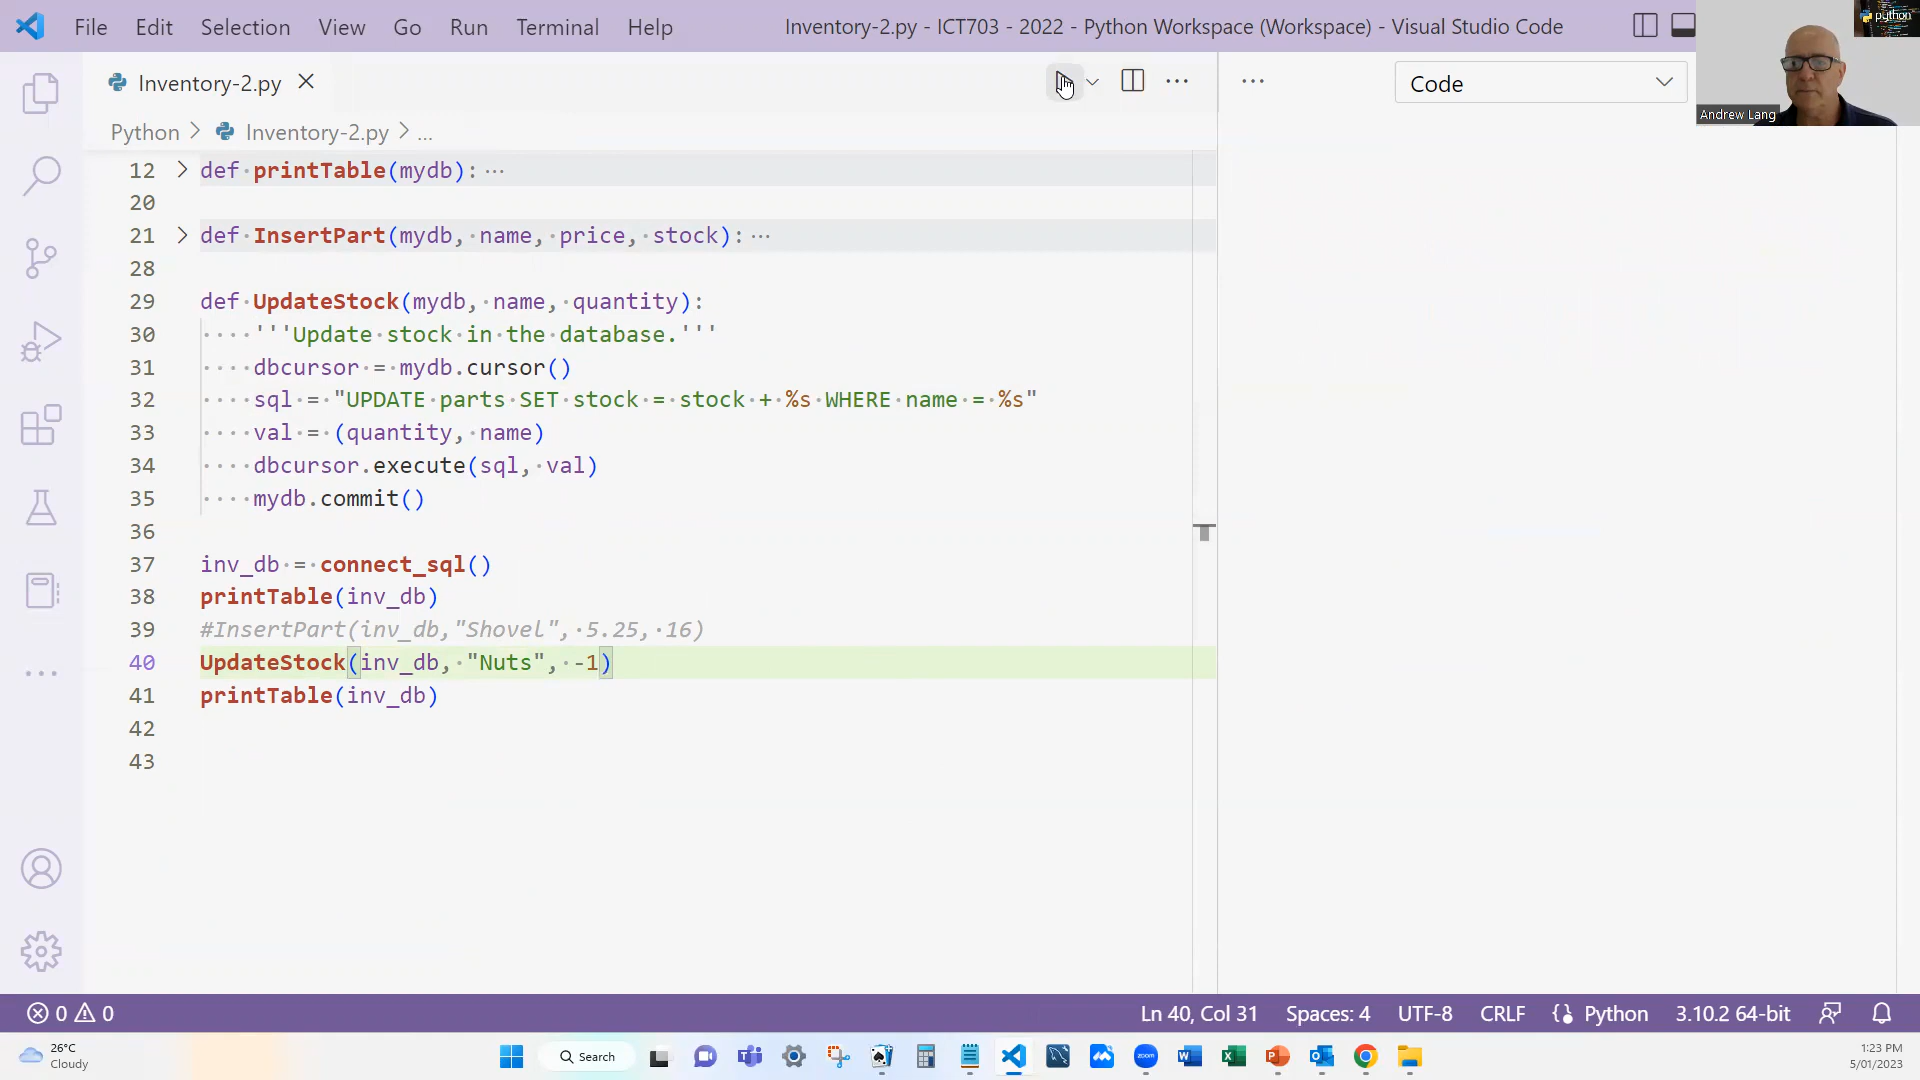 File Edit Selection View Go Run Terminal Help
Inventory-2.py - ICT703 - 2022 - Python Workspace (Workspace) - Visual Studio Code
python
Inventory-2.py
Code
Andrew Lang
Python > Inventory-2.py > ...
12 def printTable(mydb): ...
20
21 def InsertPart(mydb, name, price, stock): ...
28
29 def UpdateStock(mydb, name, quantity):
30 '''Update stock in the database.'''
31 dbcursor = mydb.cursor()
32 sql = "UPDATE parts SET stock = stock + %s WHERE name = %s"
33 val = (quantity, name)
34 dbcursor.execute(sql, val)
35 mydb.commit()
36
37 inv_db = connect_sql()
38 printTable(inv_db)
39 #InsertPart(inv_db,"Shovel", 5.25, 16)
40 UpdateStock(inv_db, "Nuts", -1)
41 printTable(inv_db)
42
43
0 0
Ln 40, Col 31 Spaces: 4 UTF-8 CRLF Python 3.10.2 64-bit
26°C
Cloudy
Search
zoom
1:23 PM
5/01/2023